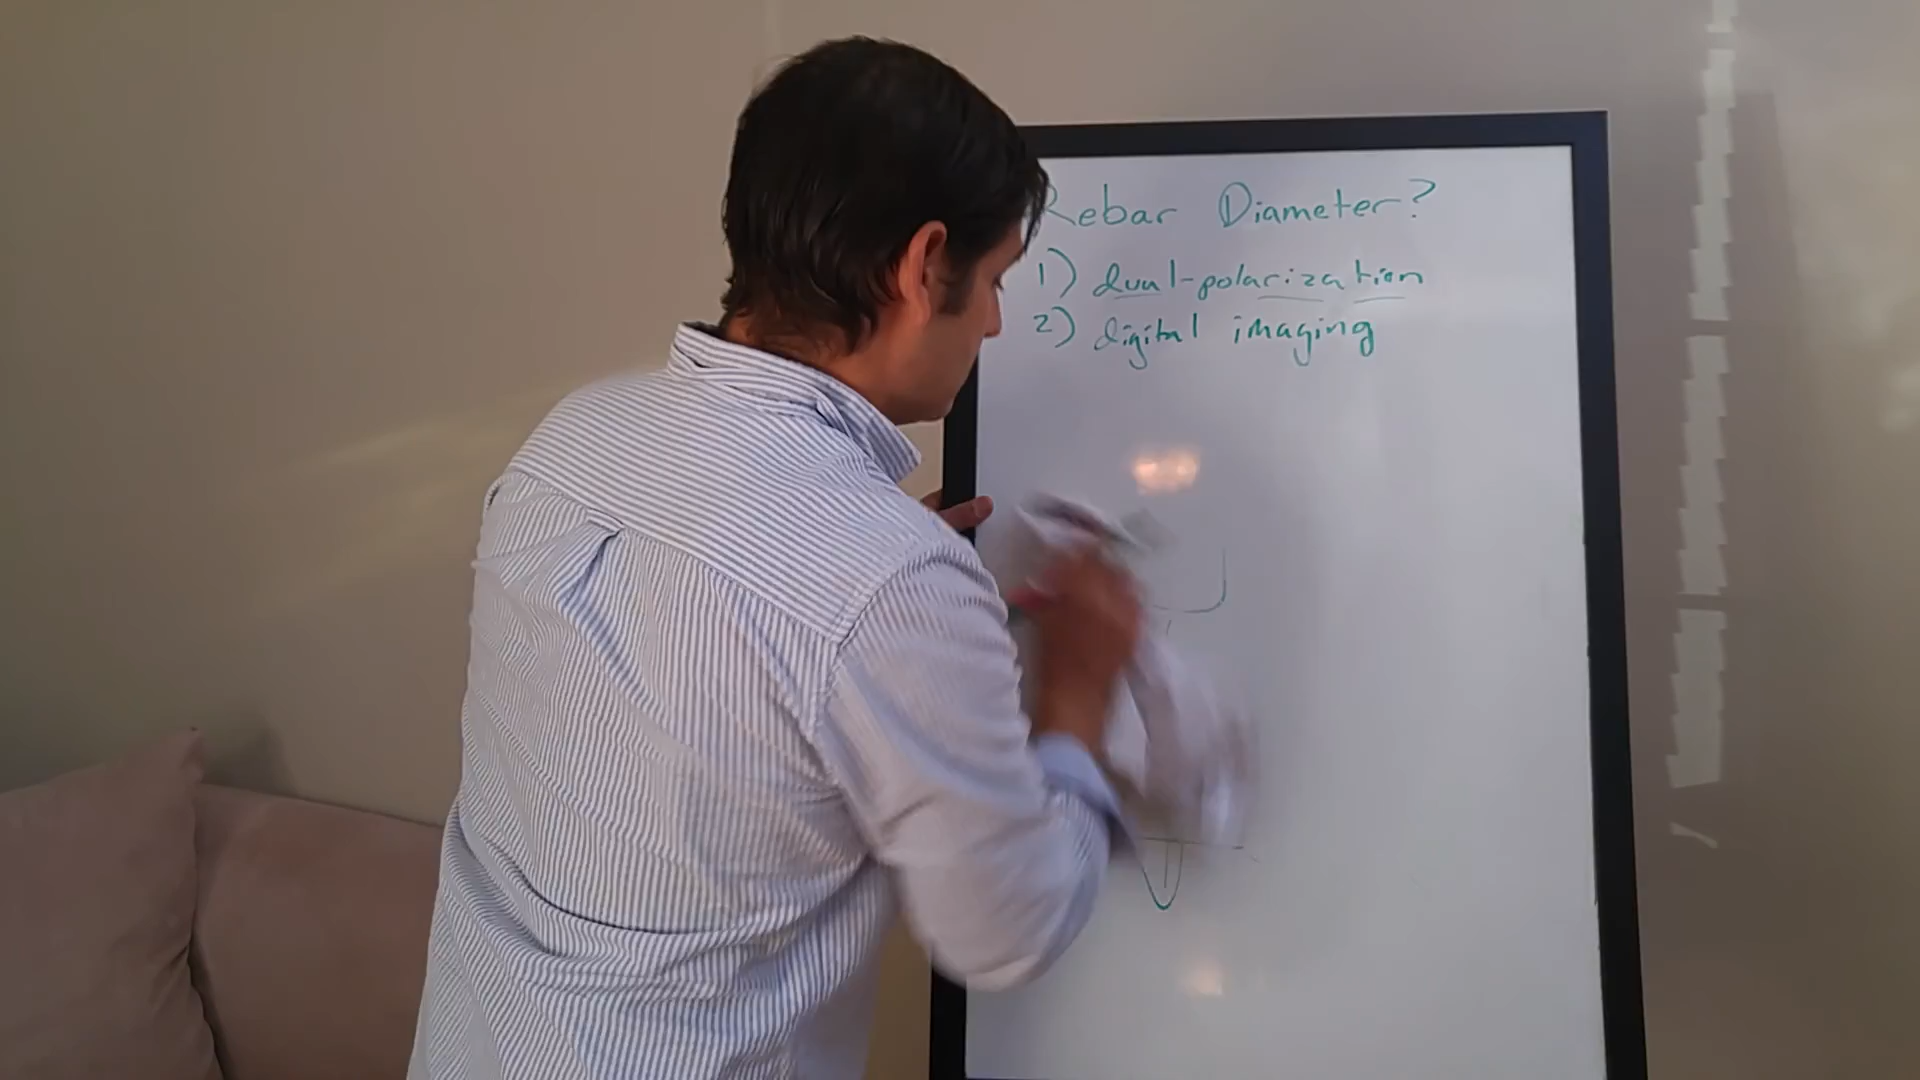 Rebar Diameter?
1) dual-polarization
2) digital imaging